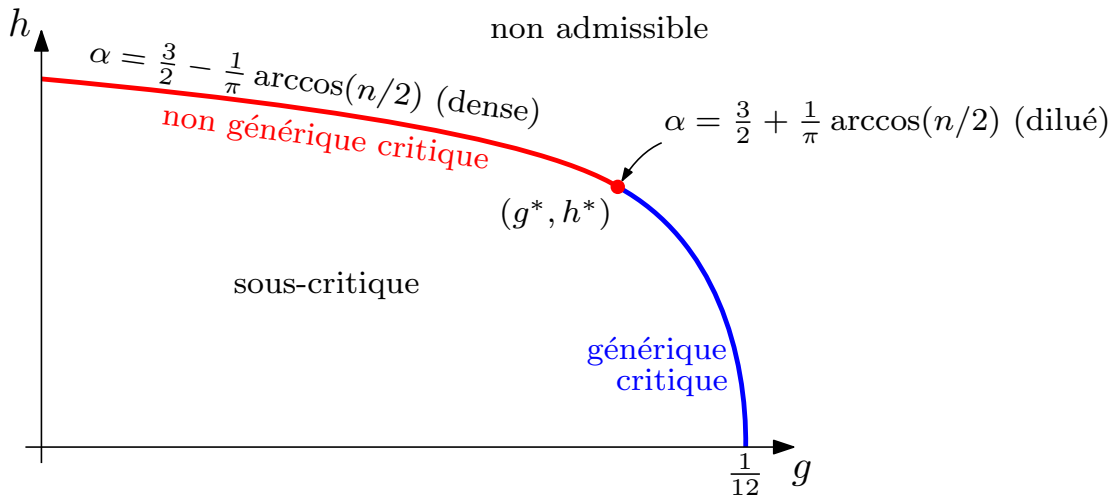 h
non admissible
α = 3/2 − 1/π arccos(n/2) (dense)
non générique critique
α = 3/2 + 1/π arccos(n/2) (dilué)
(g*, h*)
sous-critique
générique
critique
1/12
g